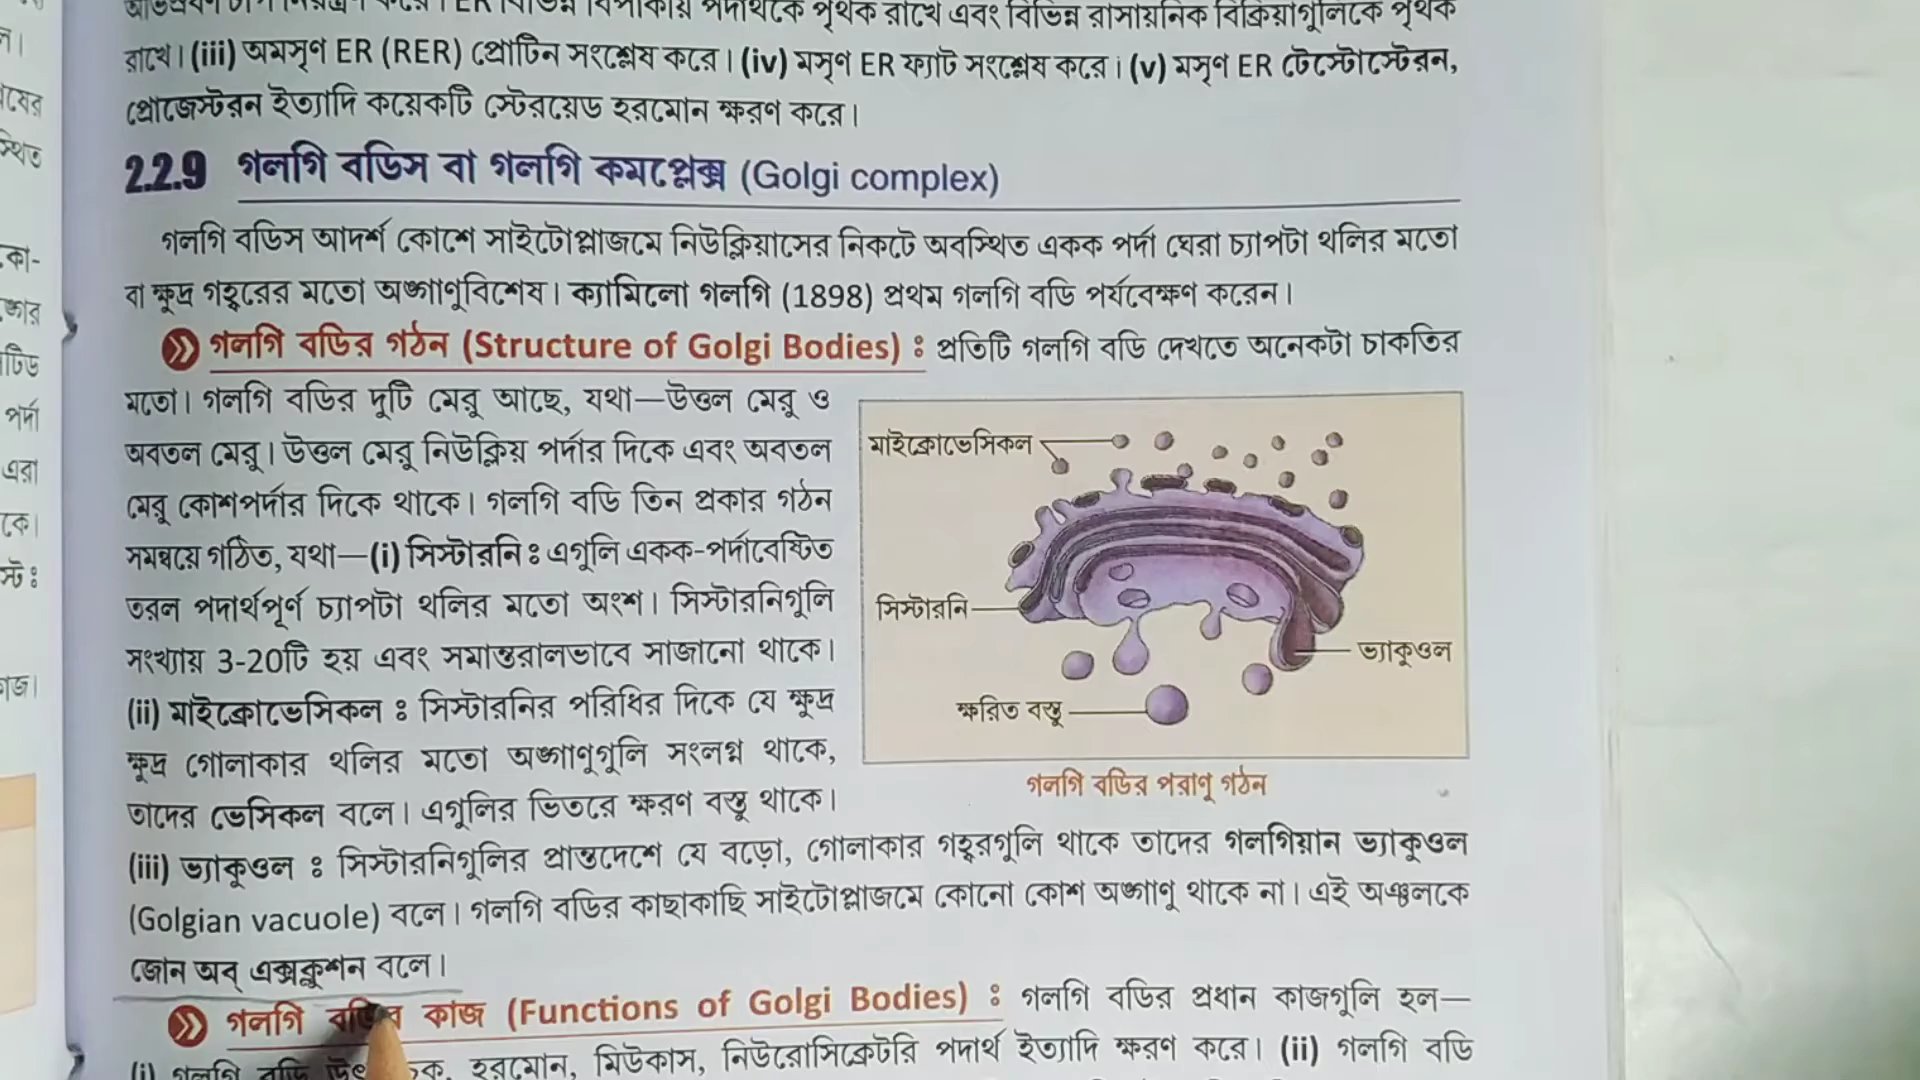 রাখে এবং বিভিন্ন রাসায়নিক বিক্রিয়াগুলিকে পৃথক
রাখে। (iii) অমসৃণ ER (RER) প্রোটিন সংশ্লেষ করে। (iv) মসৃণ ER ফ্যাট সংশ্লেষ করে। (v) মসৃণ ER টেস্টোস্টেরন,
প্রোজেস্টরন ইত্যাদি কয়েকটি স্টেরয়েড হরমোন ক্ষরণ করে।
2.2.9 গলগি বডিস বা গলগি কমপ্লেক্স (Golgi complex)
গলগি বডিস আদর্শ কোশে সাইটোপ্লাজমে নিউক্লিয়াসের নিকটে অবস্থিত একক পর্দা ঘেরা চ্যাপটা থলির মতো
বা ক্ষুদ্র গহ্বরের মতো অঙ্গাণুবিশেষ। ক্যামিলো গলগি (1898) প্রথম গলগি বডি পর্যবেক্ষণ করেন।
গলগি বডির গঠন (Structure of Golgi Bodies) : প্রতিটি গলগি বডি দেখতে অনেকটা চাকতির
মতো। গলগি বডির দুটি মেরু আছে, যথা—উত্তল মেরু ও
অবতল মেরু। উত্তল মেরু নিউক্লিয় পর্দার দিকে এবং অবতল
মেরু কোশপর্দার দিকে থাকে। গলগি বডি তিন প্রকার গঠন
সমন্বয়ে গঠিত, যথা—(i) সিস্টারনি : এগুলি একক-পর্দাবেষ্টিত
তরল পদার্থপূর্ণ চ্যাপটা থলির মতো অংশ। সিস্টারনিগুলি
সংখ্যায় 3-20টি হয় এবং সমান্তরালভাবে সাজানো থাকে।
(ii) মাইক্রোভেসিকল : সিস্টারনির পরিধির দিকে যে ক্ষুদ্র
ক্ষুদ্র গোলাকার থলির মতো অঙ্গাণুগুলি সংলগ্ন থাকে,
তাদের ভেসিকল বলে। এগুলির ভিতরে ক্ষরণ বস্তু থাকে।
মাইক্রোভেসিকল
সিস্টারনি
ভ্যাকুওল
ক্ষরিত বস্তু
গলগি বডির পরাণু গঠন
(iii) ভ্যাকুওল : সিস্টারনিগুলির প্রান্তদেশে যে বড়ো, গোলাকার গহ্বরগুলি থাকে তাদের গলগিয়ান ভ্যাকুওল
(Golgian vacuole) বলে। গলগি বডির কাছাকাছি সাইটোপ্লাজমে কোনো কোশ অঙ্গাণু থাকে না। এই অঞ্চলকে
জোন অব্ এক্সক্লুশন বলে।
গলগি বডির কাজ (Functions of Golgi Bodies) : গলগি বডির প্রধান কাজগুলি হল—
(i) গলগি বডি হরমোন, মিউকাস, নিউরোসিক্রেটরি পদার্থ ইত্যাদি ক্ষরণ করে। (ii) গলগি বডি